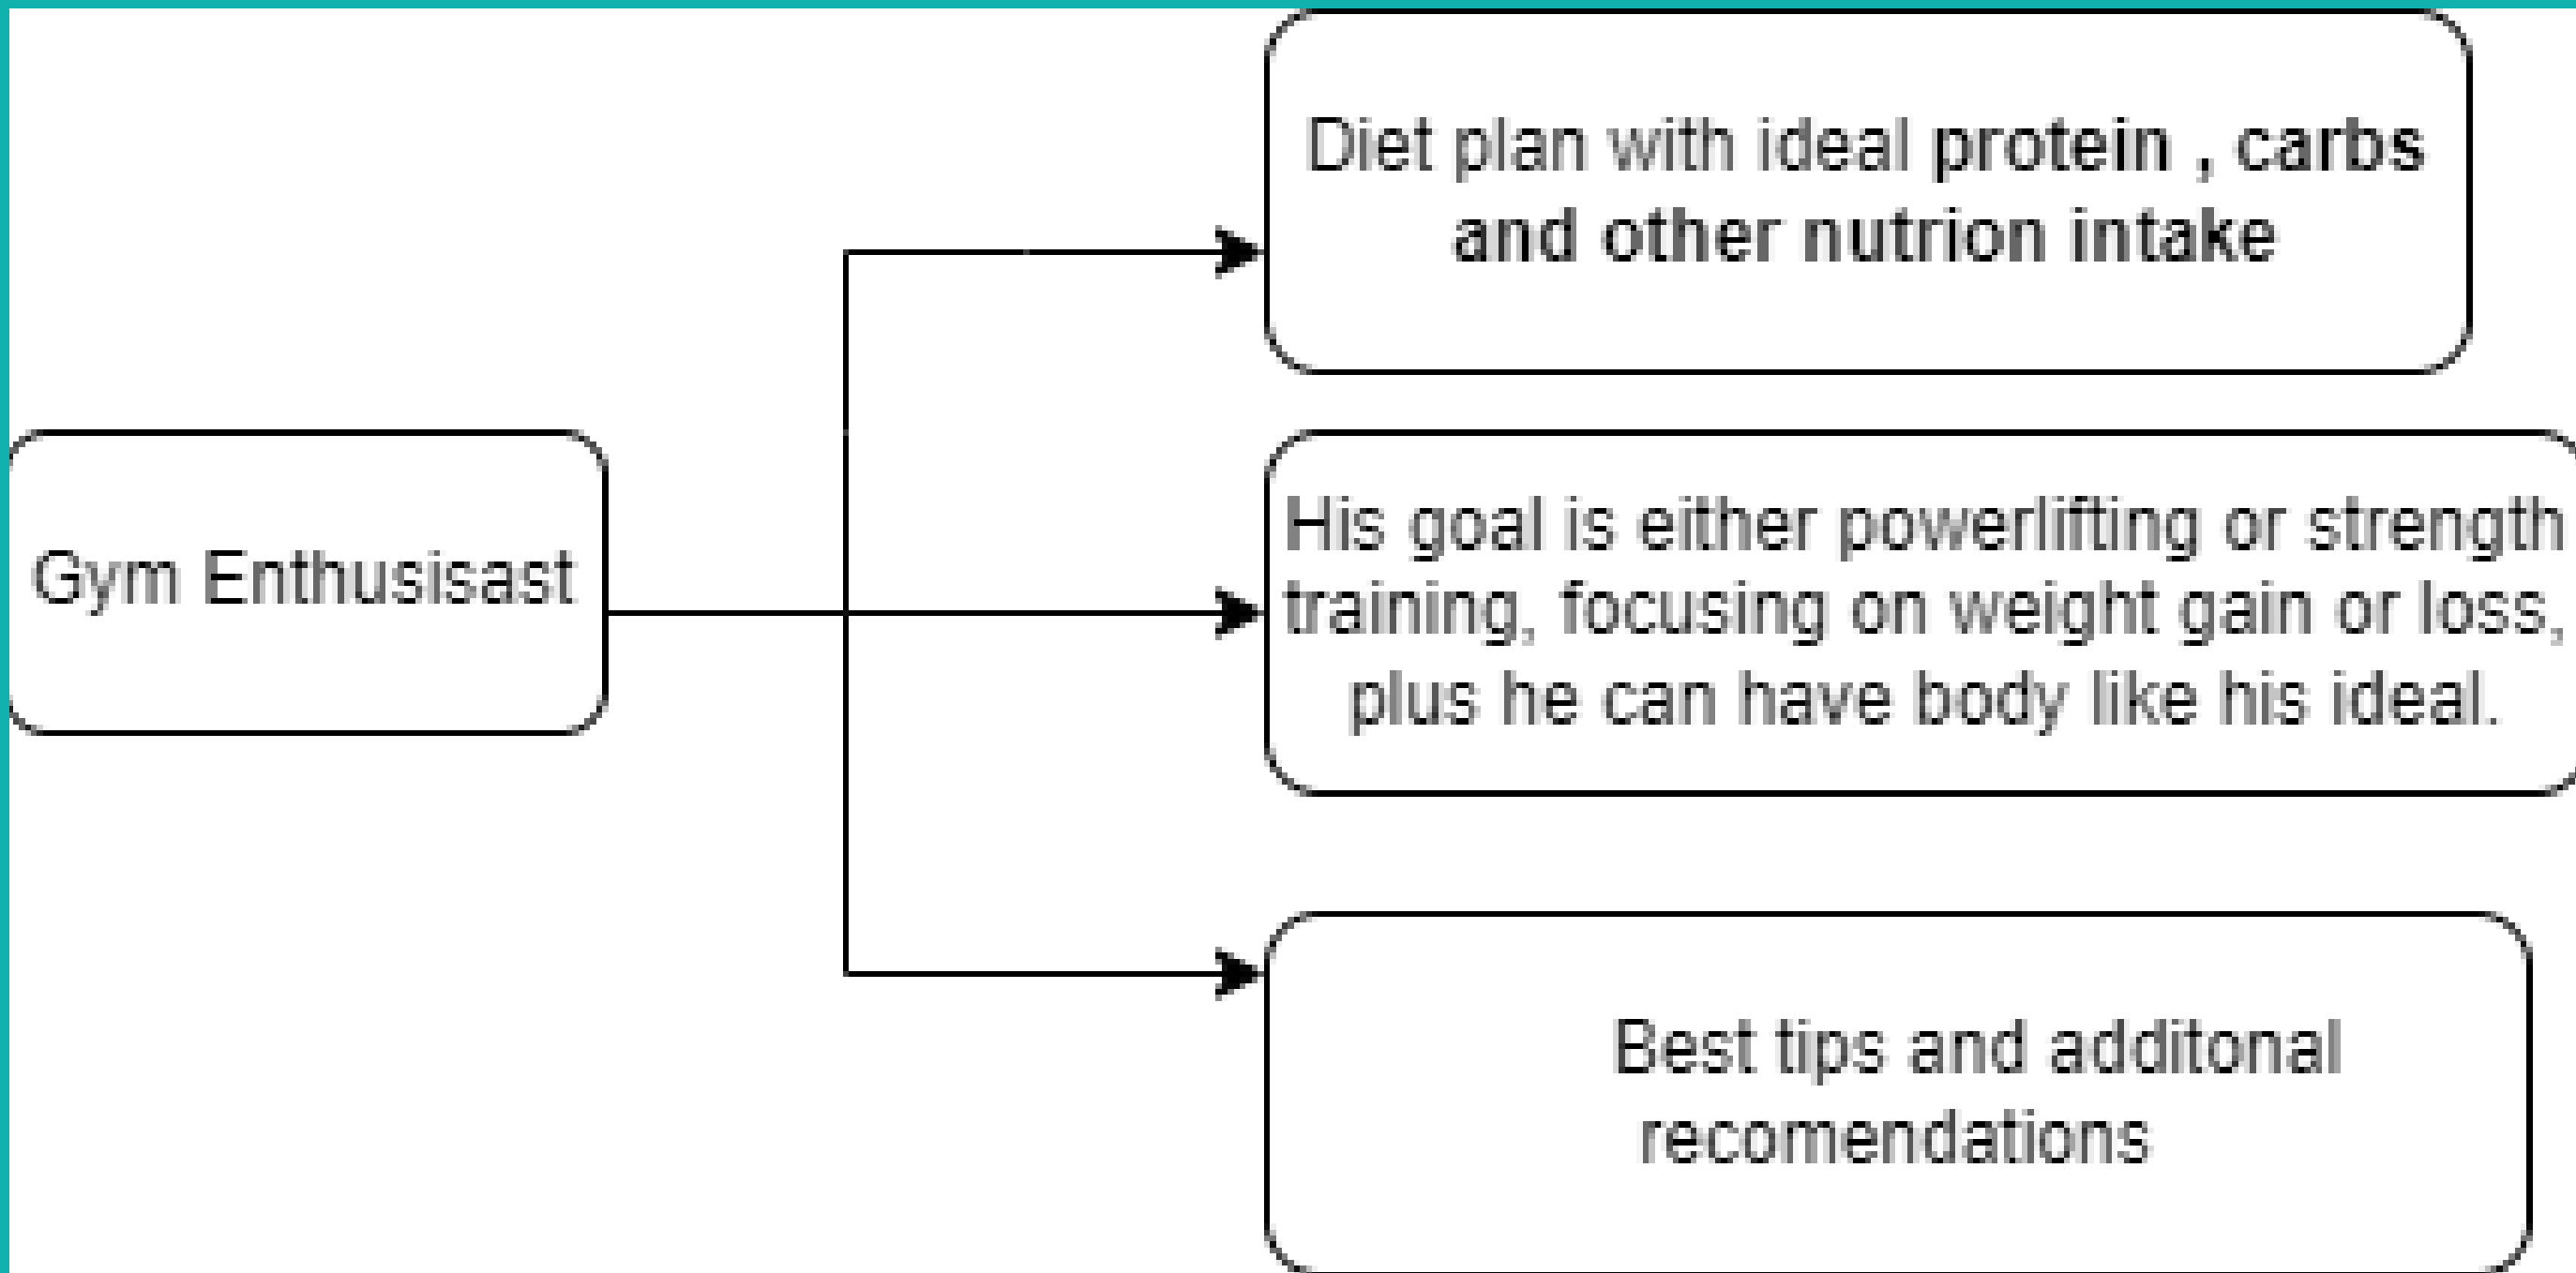 Diet plan with ideal protein , carbs
and other nutrion intake
Gym Enthusisast
His goal is either powerlifting or strength
training, focusing on weight gain or loss,
plus he can have body like his ideal.
Best tips and additonal
recomendations